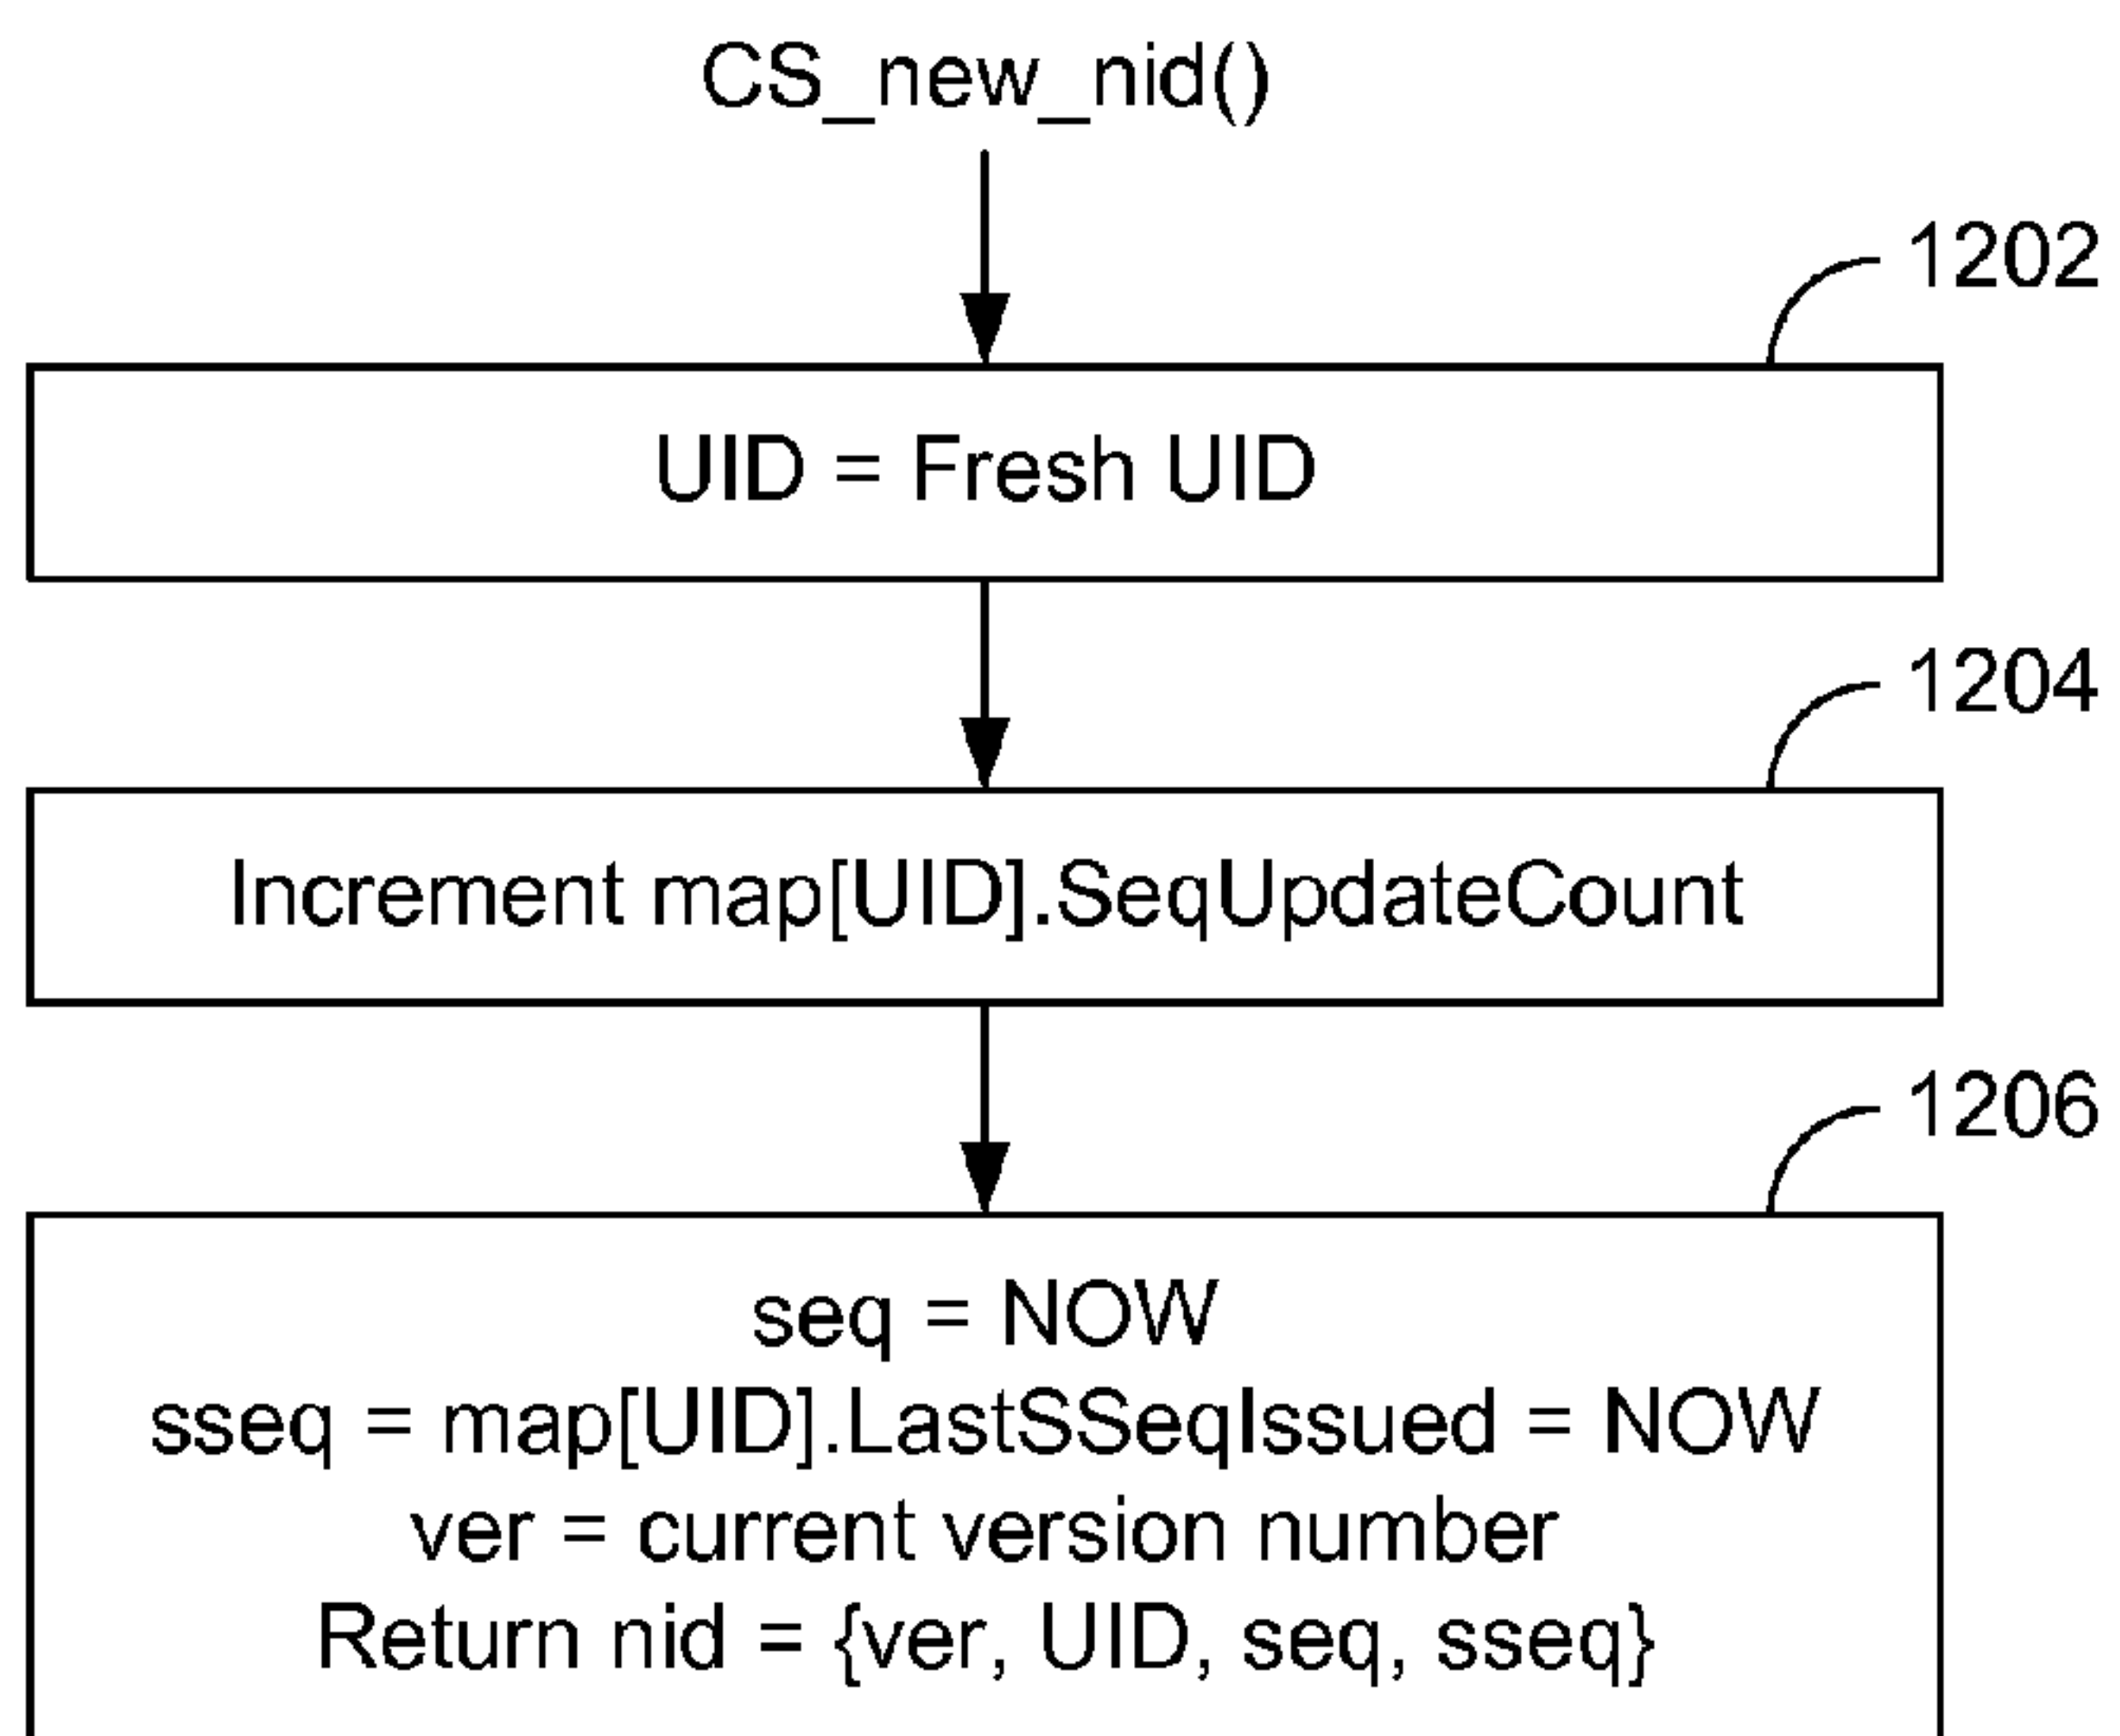 CS_new_nid()
1202
UID = Fresh UID
1204
Increment map[UID].SeqUpdateCount
1206
seq = NOW
sseq = map[UID].LastSSeqIssued = NOW
ver = current version number
Return nid = {ver, UID, seq, sseq}